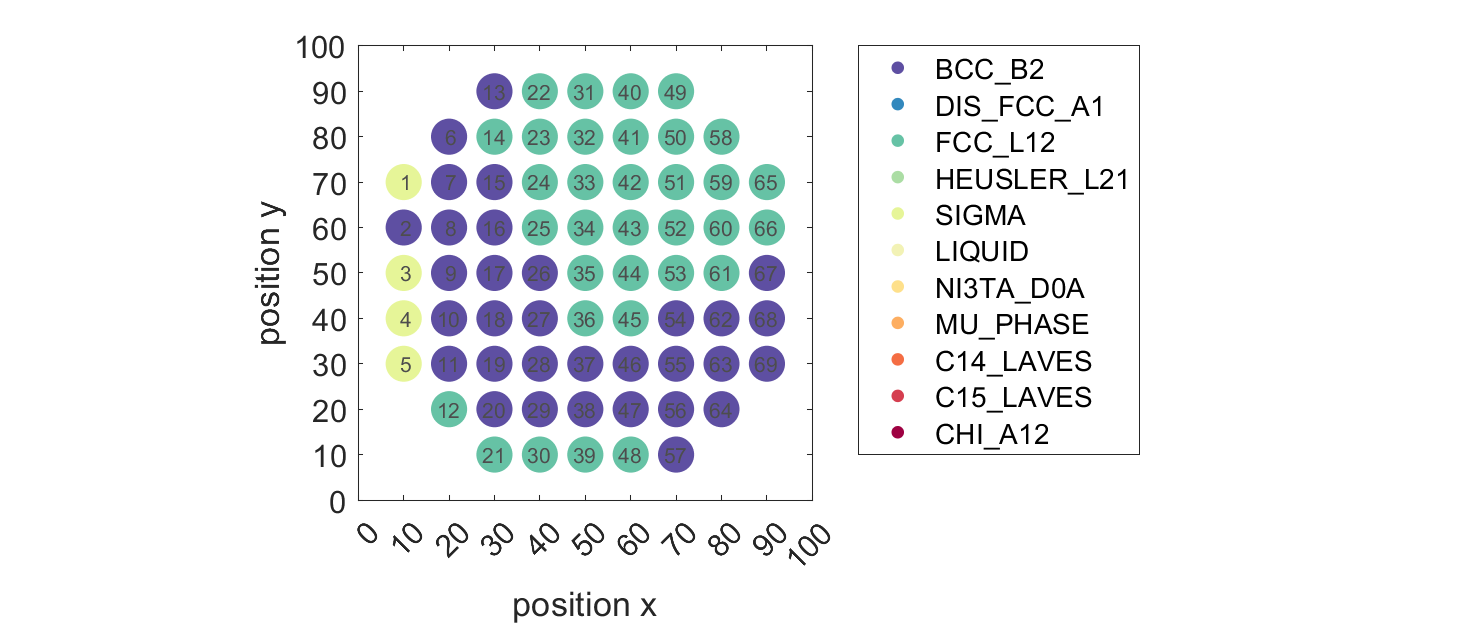 100
90
80
70
60
50
40
30
20
10
0
position y
13 22 31 40 49
6 14 23 32 41 50 58
1 7 15 24 33 42 51 59 65
2 8 16 25 34 43 52 60 66
3 9 17 26 35 44 53 61 67
4 10 18 27 36 45 54 62 68
5 11 19 28 37 46 55 63 69
12 20 29 38 47 56 64
21 30 39 48 57
0 10 20 30 40 50 60 70 80 90 100
position x
BCC_B2
DIS_FCC_A1
FCC_L12
HEUSLER_L21
SIGMA
LIQUID
NI3TA_D0A
MU_PHASE
C14_LAVES
C15_LAVES
CHI_A12